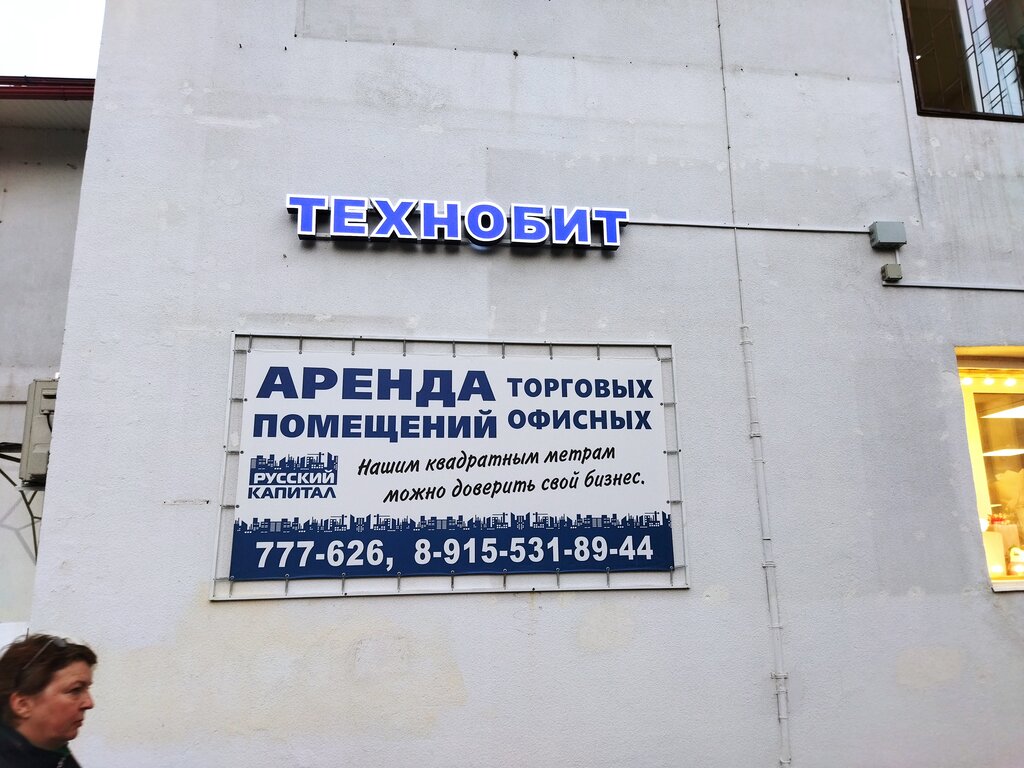 ТЕХНОБИТ
АРЕНДА ТОРГОВЫХ
ПОМЕЩЕНИЙ ОФИСНЫХ
РУССКИЙ
КАПИТАЛ
Нашим квадратным метрам
можно доверить свой бизнес.
777-626, 8-915-531-89-44